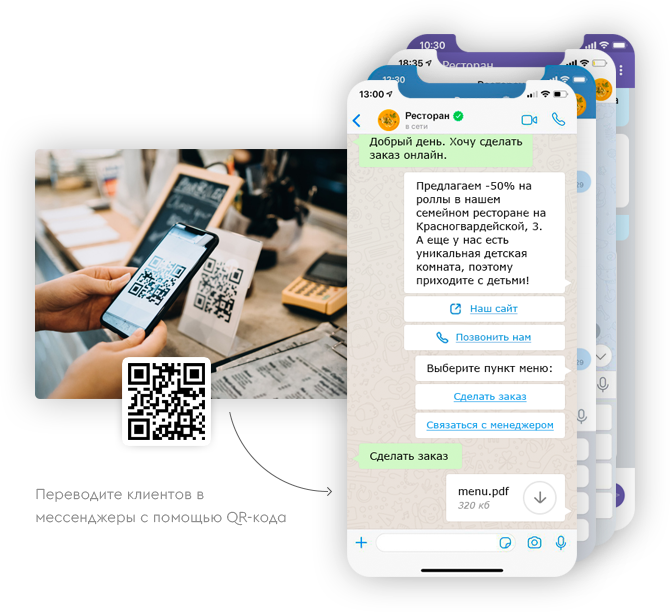 10:30
18:35
Ресторан
12:30
13:00
Ресторан
в сети
Добрый день. Хочу сделать
заказ онлайн.
Предлагаем -50% на
роллы в нашем
семейном ресторане на
Красногвардейской, 3.
А еще у нас есть
уникальная детская
комната, поэтому
приходите с детьми!
Наш сайт
Позвонить нам
Выберите пункт меню:
Сделать заказ
Связаться с менеджером
Сделать заказ
menu.pdf
320 кб
Переводите клиентов в
мессенджеры с помощью QR-кода